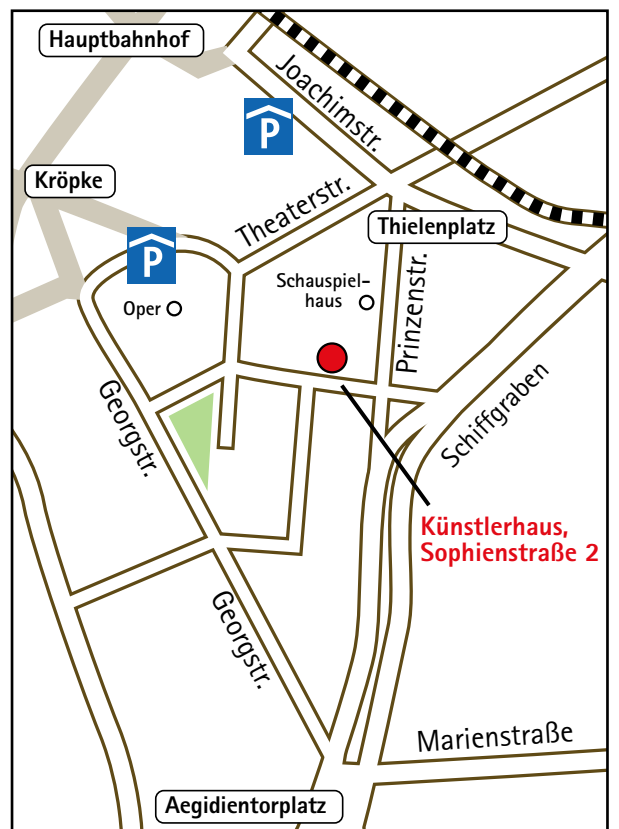 Hauptbahnhof
Joachimstr.
P
Kröpke
Theaterstr.
Thielenplatz
P
Schauspiel-
haus
Oper
Prinzenstr.
Georgstr.
Schiffgraben
Künstlerhaus,
Sophienstraße 2
Georgstr.
Marienstraße
Aegidientorplatz